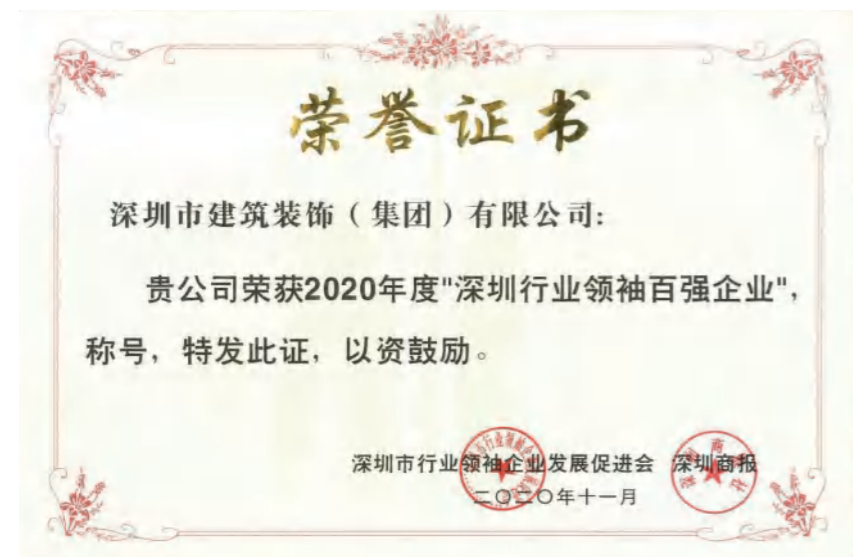 荣誉证书
深圳市建筑装饰（集团）有限公司:
贵公司荣获2020年度"深圳行业领袖百强企业",
称号，特发此证，以资鼓励。
深圳市行业领袖企业发展促进会 深圳商报
二〇二〇年十一月